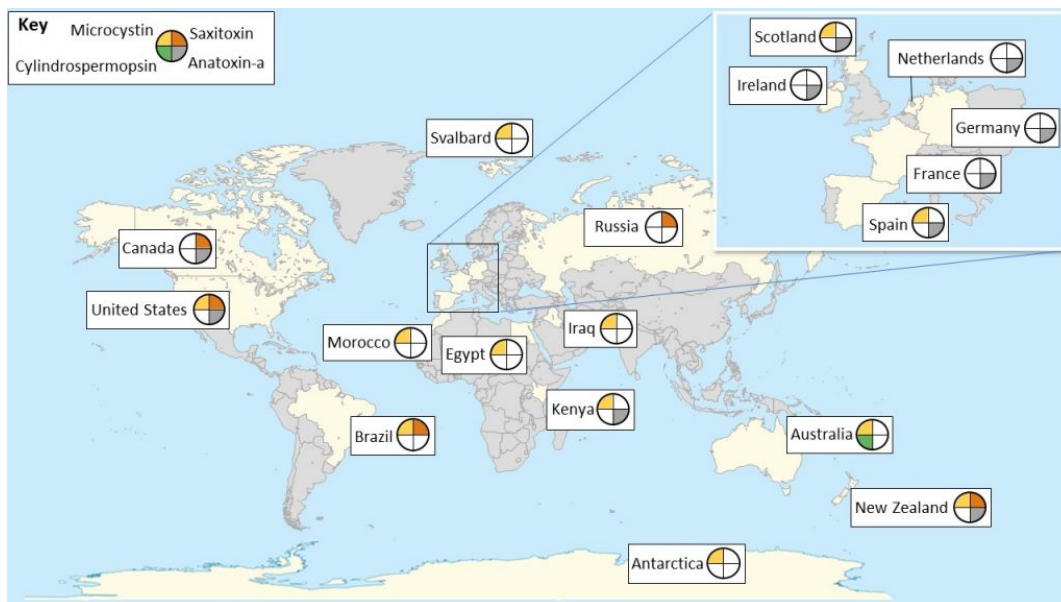 Key
Microcystin
Saxitoxin
Cylindrospermopsin
Anatoxin-a
Scotland
Netherlands
Ireland
Germany
France
Spain
Svalbard
Russia
Canada
United States
Morocco
Egypt
Iraq
Kenya
Brazil
Australia
New Zealand
Antarctica